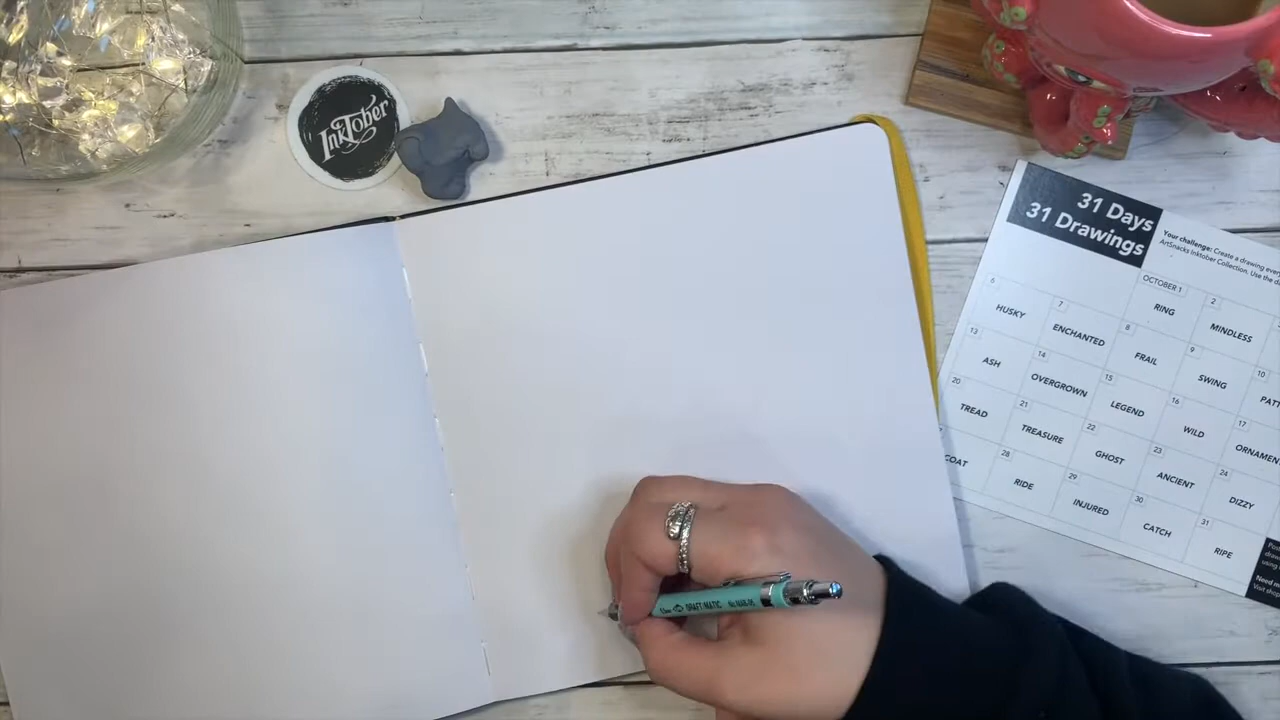 InkTober
31 Days
31 Drawings
Your challenge: Create a drawing every
ArtSnacks Inktober Collection. Use the
OCTOBER 1
2
RING
MINDLESS
6
7
8
9
10
HUSKY
ENCHANTED
FRAIL
SWING
13
14
15
16
17
ASH
OVERGROWN
LEGEND
WILD
20
21
22
23
24
TREAD
TREASURE
GHOST
ANCIENT
DIZZY
28
29
30
31
RIDE
INJURED
CATCH
RIPE
DRAFT/MATIC